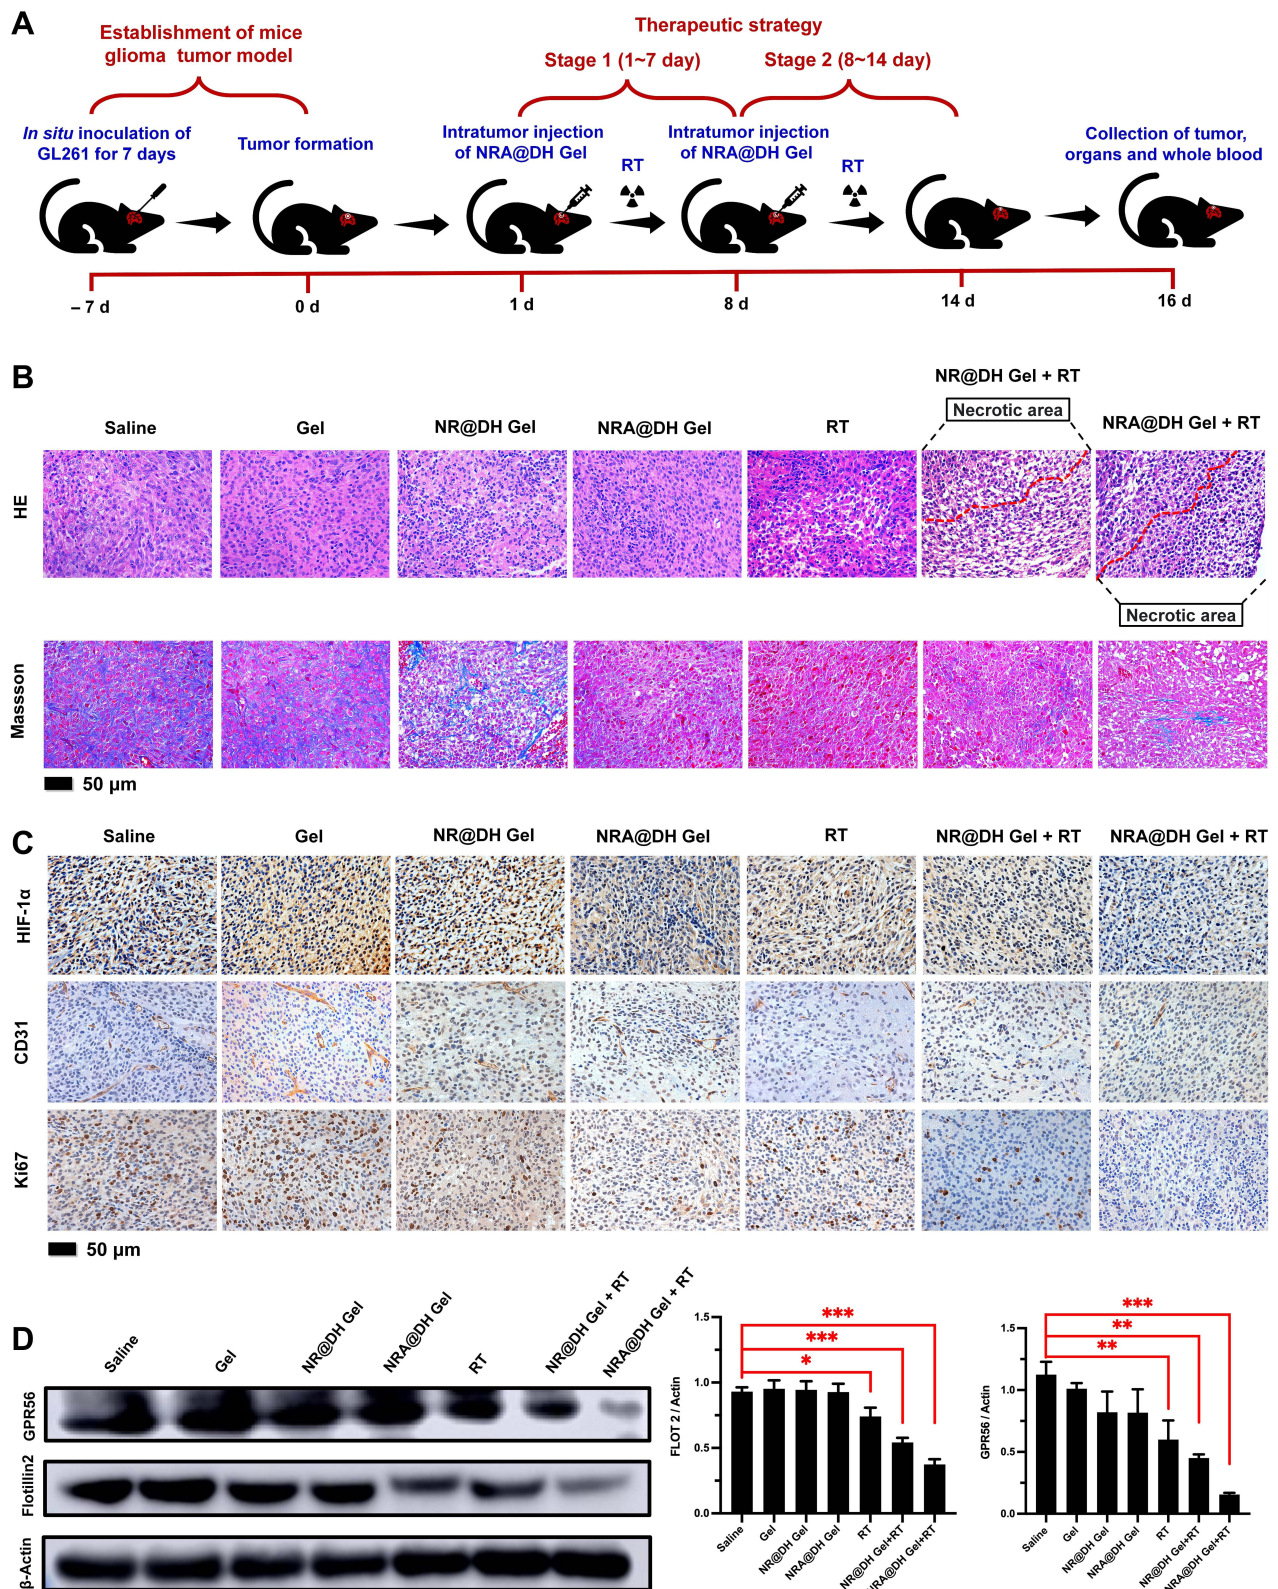 A
Establishment of mice
glioma tumor model
Therapeutic strategy
Stage 1 (1~7 day)
Stage 2 (8~14 day)
In situ inoculation of
GL261 for 7 days
Tumor formation
Intratumor injection
of NRA@DH Gel
RT
Intratumor injection
of NRA@DH Gel
RT
Collection of tumor,
organs and whole blood
– 7 d
0 d
1 d
8 d
14 d
16 d
B
Saline
Gel
NR@DH Gel
NRA@DH Gel
RT
NR@DH Gel + RT
Necrotic area
NRA@DH Gel + RT
HE
Necrotic area
Massson
50 µm
C
Saline
Gel
NR@DH Gel
NRA@DH Gel
RT
NR@DH Gel + RT
NRA@DH Gel + RT
HIF-1α
CD31
Ki67
50 µm
D
Saline
Gel
NR@DH Gel
NRA@DH Gel
RT
NR@DH Gel + RT
NRA@DH Gel + RT
GPR56
Flotillin2
β-Actin
FLOT 2 / Actin
1.5
1.0
0.5
0.0
***
***
*
Saline
Gel
NR@DH Gel
NRA@DH Gel
RT
NR@DH Gel+RT
NRA@DH Gel+RT
GPR56 / Actin
1.5
1.0
0.5
0.0
***
**
**
Saline
Gel
NR@DH Gel
NRA@DH Gel
RT
NR@DH Gel+RT
NRA@DH Gel+RT